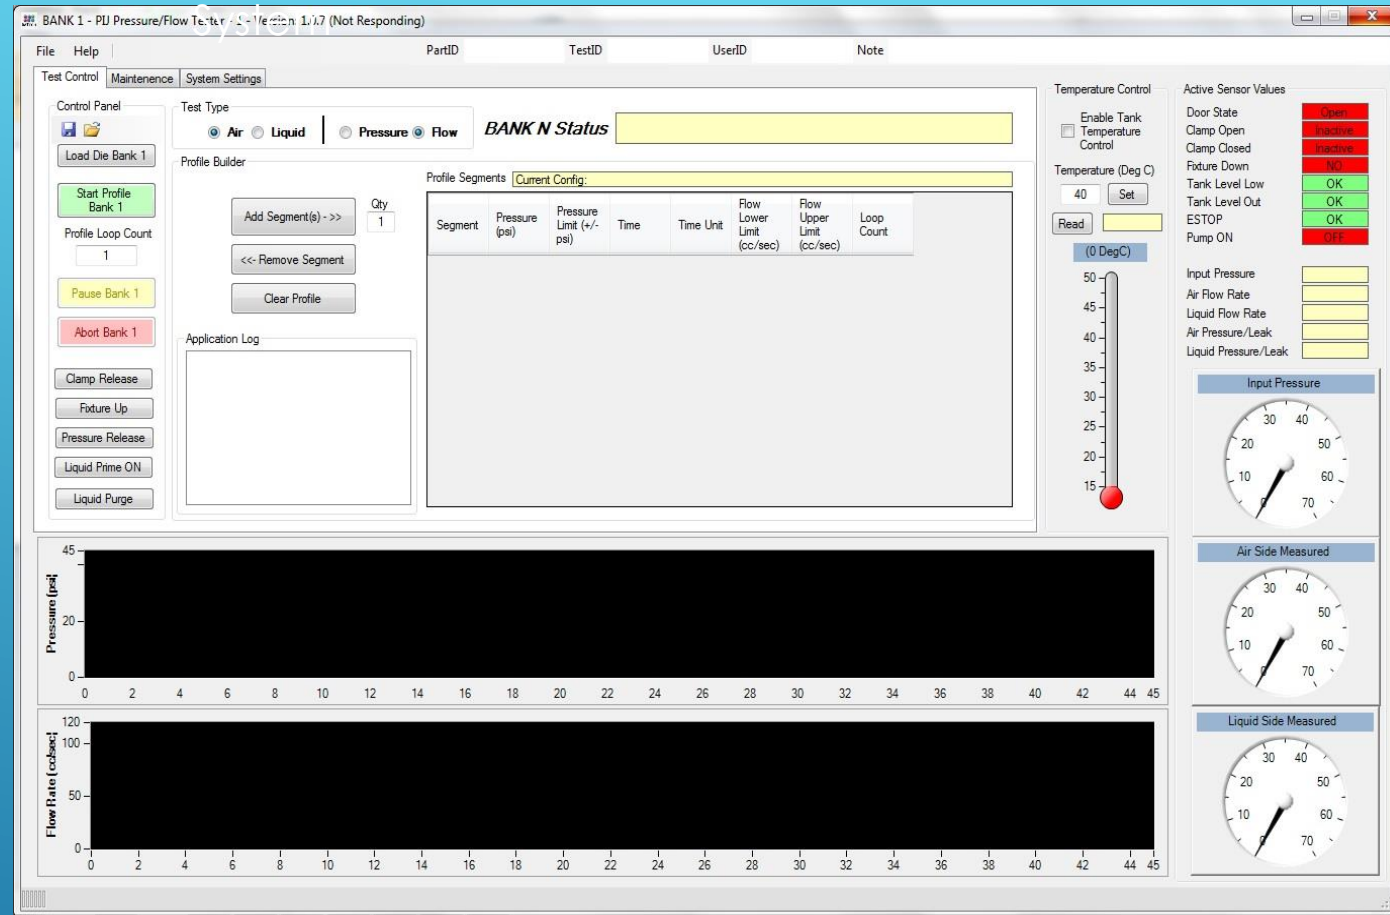 System
BANK 1 - PIJ Pressure/Flow Tester - 2 - Version: 1.0.7 (Not Responding)
File Help PartID TestID UserID Note
Test Control Maintenence System Settings
Control Panel
Load Die Bank 1
Start Profile
Bank 1
Profile Loop Count
1
Pause Bank 1
Abort Bank 1
Clamp Release
Fixture Up
Pressure Release
Liquid Prime ON
Liquid Purge
Test Type
Air Liquid Pressure Flow
BANK N Status
Profile Builder
Add Segment(s) - >>
Qty
1
<<- Remove Segment
Clear Profile
Application Log
Profile Segments Current Config:
Segment
Pressure
(psi)
Pressure
Limit (+/-
psi)
Time
Time Unit
Flow
Lower
Limit
(cc/sec)
Flow
Upper
Limit
(cc/sec)
Loop
Count
Temperature Control
Enable Tank
Temperature
Control
Temperature (Deg C)
40 Set
Read
(0 DegC)
50
45
40
35
30
25
20
15
Active Sensor Values
Door State Open
Clamp Open Inactive
Clamp Closed Inactive
Fixture Down NO
Tank Level Low OK
Tank Level Out OK
ESTOP OK
Pump ON OFF
Input Pressure
Air Flow Rate
Liquid Flow Rate
Air Pressure/Leak
Liquid Pressure/Leak
Input Pressure
0 10 20 30 40 50 60 70
Air Side Measured
0 10 20 30 40 50 60 70
Liquid Side Measured
0 10 20 30 40 50 60 70
Pressure (psi)
45
20
0
0 2 4 6 8 10 12 14 16 18 20 22 24 26 28 30 32 34 36 38 40 42 44 45
Flow Rate (cc/sec)
120
100
50
0
0 2 4 6 8 10 12 14 16 18 20 22 24 26 28 30 32 34 36 38 40 42 44 45